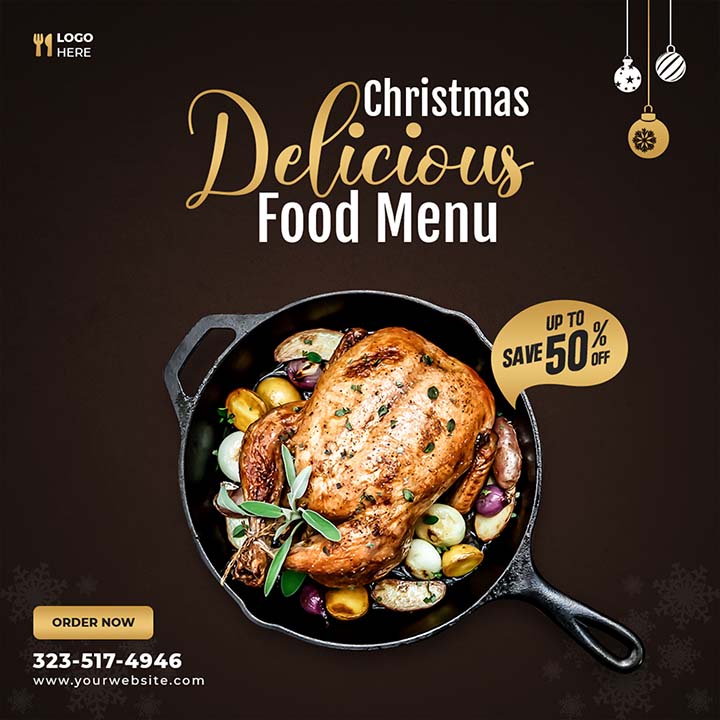 LOGO
HERE
Christmas
Delicious
Food Menu
UP TO
SAVE 50% OFF
ORDER NOW
323-517-4946
www.yourwebsite.com